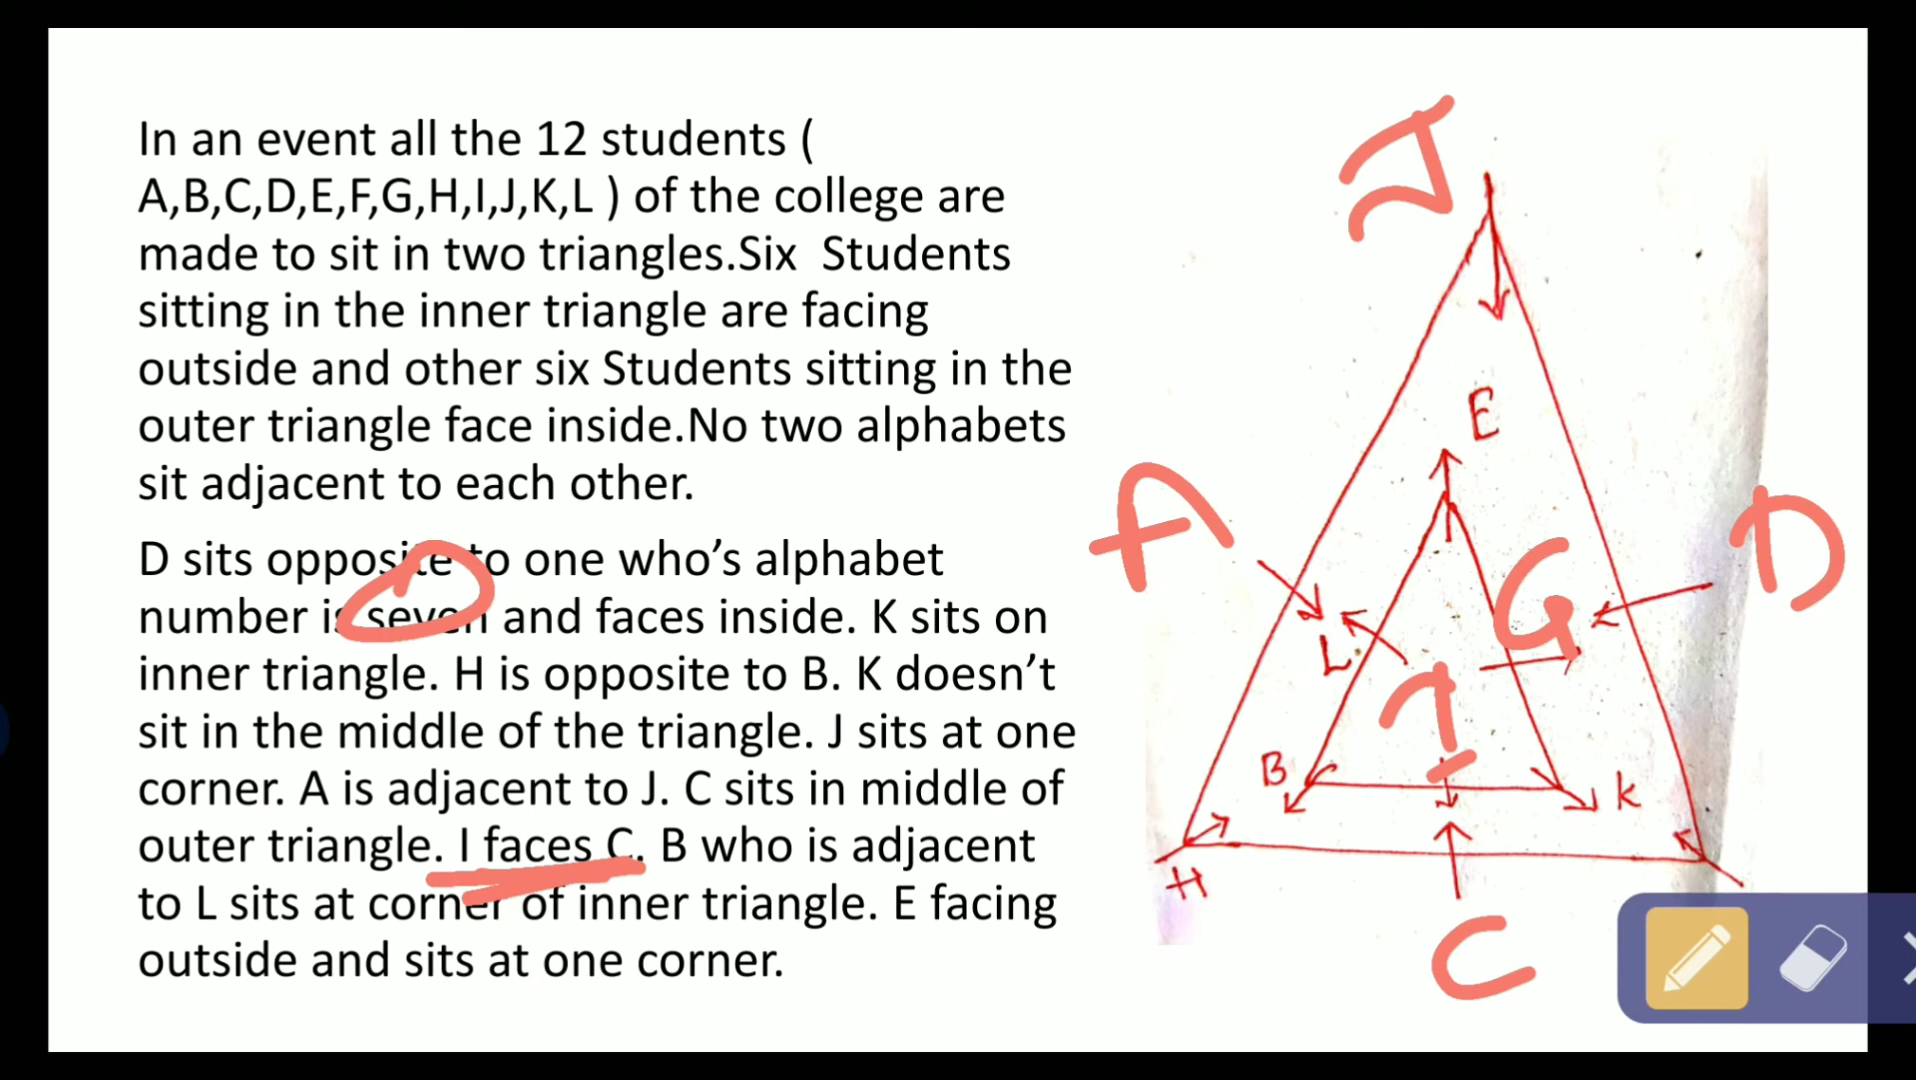 In an event all the 12 students (
A,B,C,D,E,F,G,H,I,J,K,L ) of the college are
made to sit in two triangles.Six  Students
sitting in the inner triangle are facing
outside and other six Students sitting in the
outer triangle face inside.No two alphabets
sit adjacent to each other.
D sits opposite to one who’s alphabet
number is seven and faces inside. K sits on
inner triangle. H is opposite to B. K doesn’t
sit in the middle of the triangle. J sits at one
corner. A is adjacent to J. C sits in middle of
outer triangle. I faces C. B who is adjacent
to L sits at corner of inner triangle. E facing
outside and sits at one corner.
J
E
A
G
D
L
I
B
K
H
C